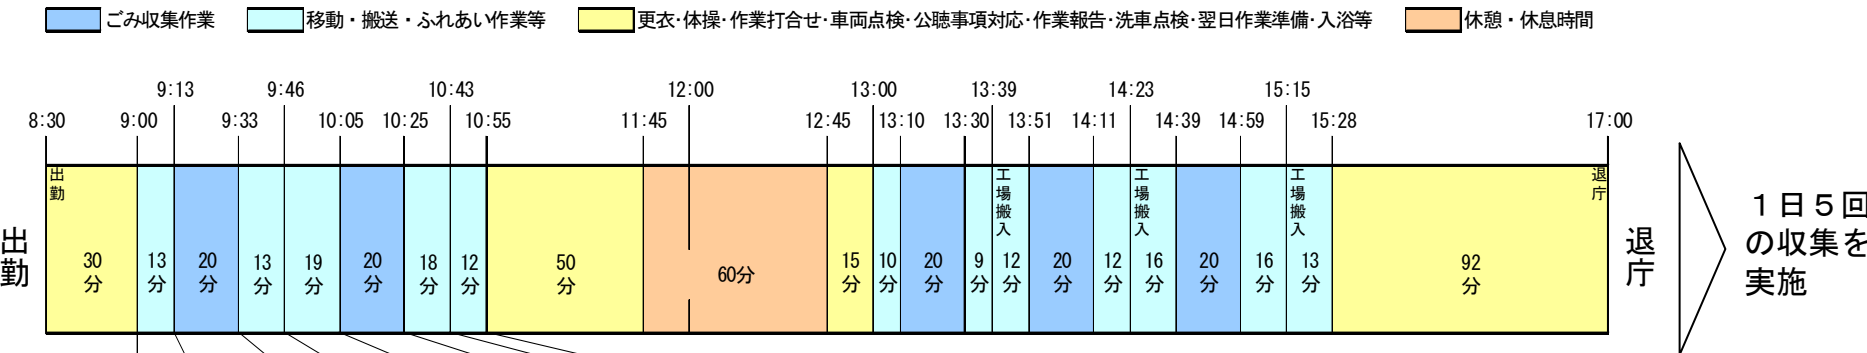 ごみ収集作業　移動・搬送・ふれあい作業等　更衣・体操・作業打合せ・車両点検・公聴事項対応・作業報告・洗車点検・翌日作業準備・入浴等　休憩・休息時間
9:13　9:46　10:43　12:00　13:00　13:39　14:23　15:15
8:30　9:00　9:33　10:05　10:25　10:55　11:45　12:45　13:10　13:30　13:51　14:11　14:39　14:59　15:28　17:00
出勤
出勤
30分
13分
20分
13分
19分
20分
18分
12分
50分
60分
15分
10分
20分
9分
工場搬入
12分
20分
12分
工場搬入
16分
20分
16分
工場搬入
13分
92分
退庁
退庁
１日５回
の収集を
実施